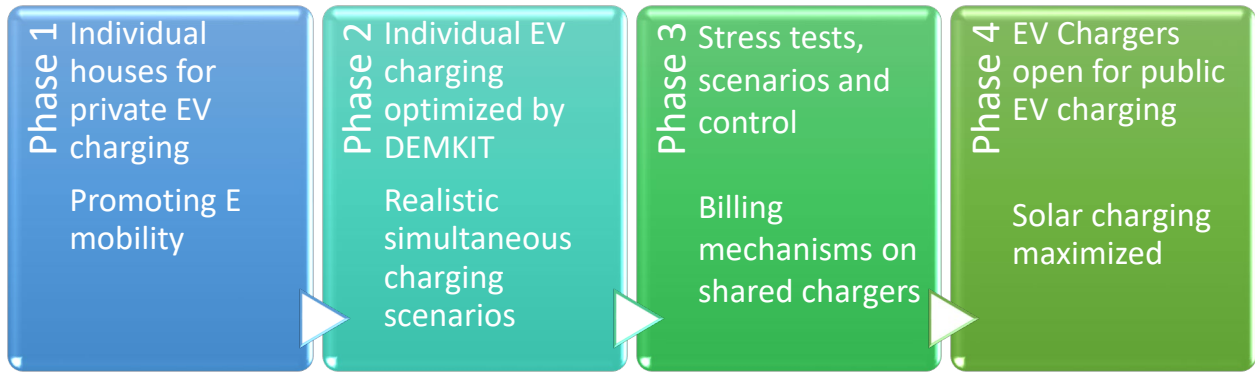 Phase 1
Individual
houses for
private EV
charging
Promoting E
mobility
Phase 2
Individual EV
charging
optimized by
DEMKIT
Realistic
simultaneous
charging
scenarios
Phase 3
Stress tests,
scenarios and
control
Billing
mechanisms on
shared chargers
Phase 4
EV Chargers
open for public
EV charging
Solar charging
maximized